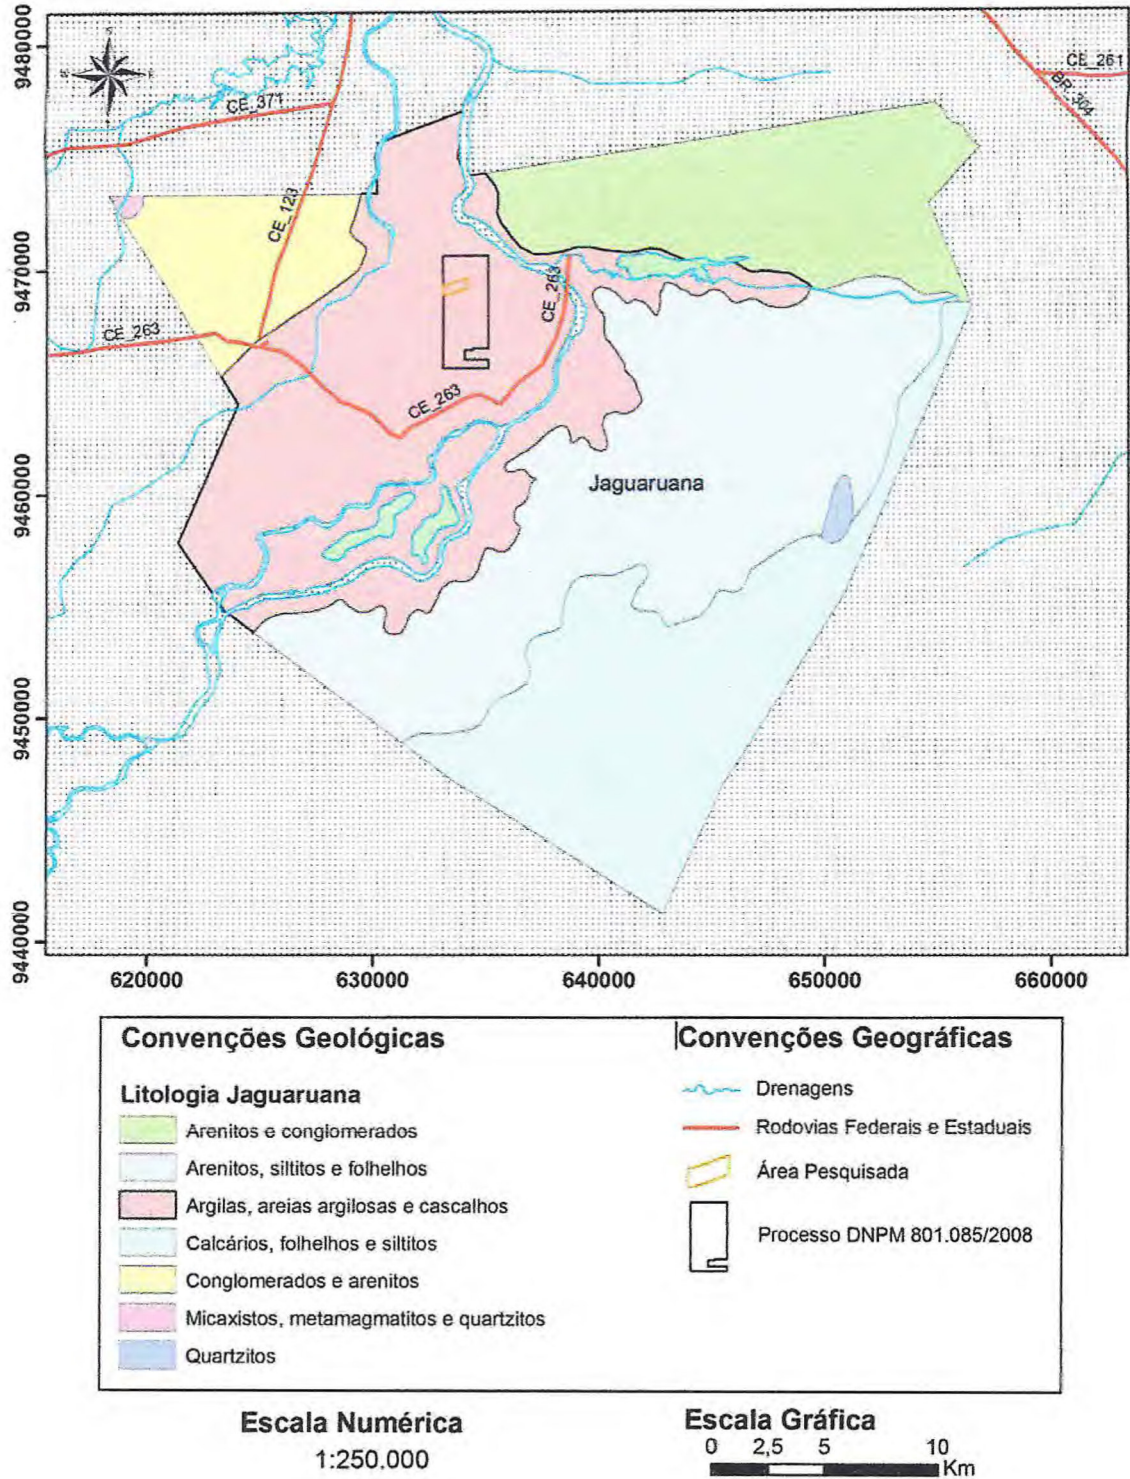 9480000
9470000
9460000
9450000
9440000
CE_371
CE_123
CE_263
CE_263
CE_263
CE_261
BR_304
Jaguaruana
620000
630000
640000
650000
660000
Convenções Geológicas
Litologia Jaguaruana
Arenitos e conglomerados
Arenitos, siltitos e folhelhos
Argilas, areias argilosas e cascalhos
Calcários, folhelhos e siltitos
Conglomerados e arenitos
Micaxistos, metamagmatitos e quartzitos
Quartzitos
Convenções Geográficas
Drenagens
Rodovias Federais e Estaduais
Área Pesquisada
Processo DNPM 801.085/2008
Escala Numérica
1:250.000
Escala Gráfica
0 2,5 5 10
Km